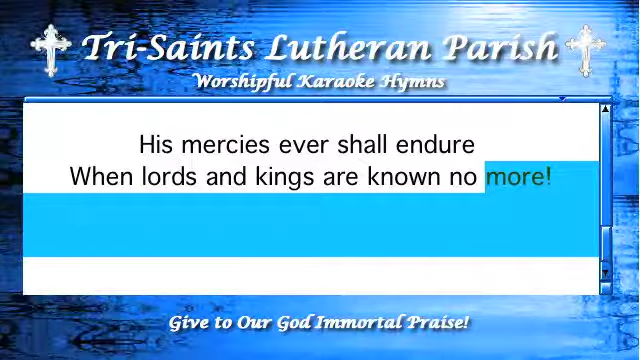 Tri-Saints Lutheran Parish
Worshipful Karaoke Hymns
His mercies ever shall endure
When lords and kings are known no more!
Give to Our God Immortal Praise!